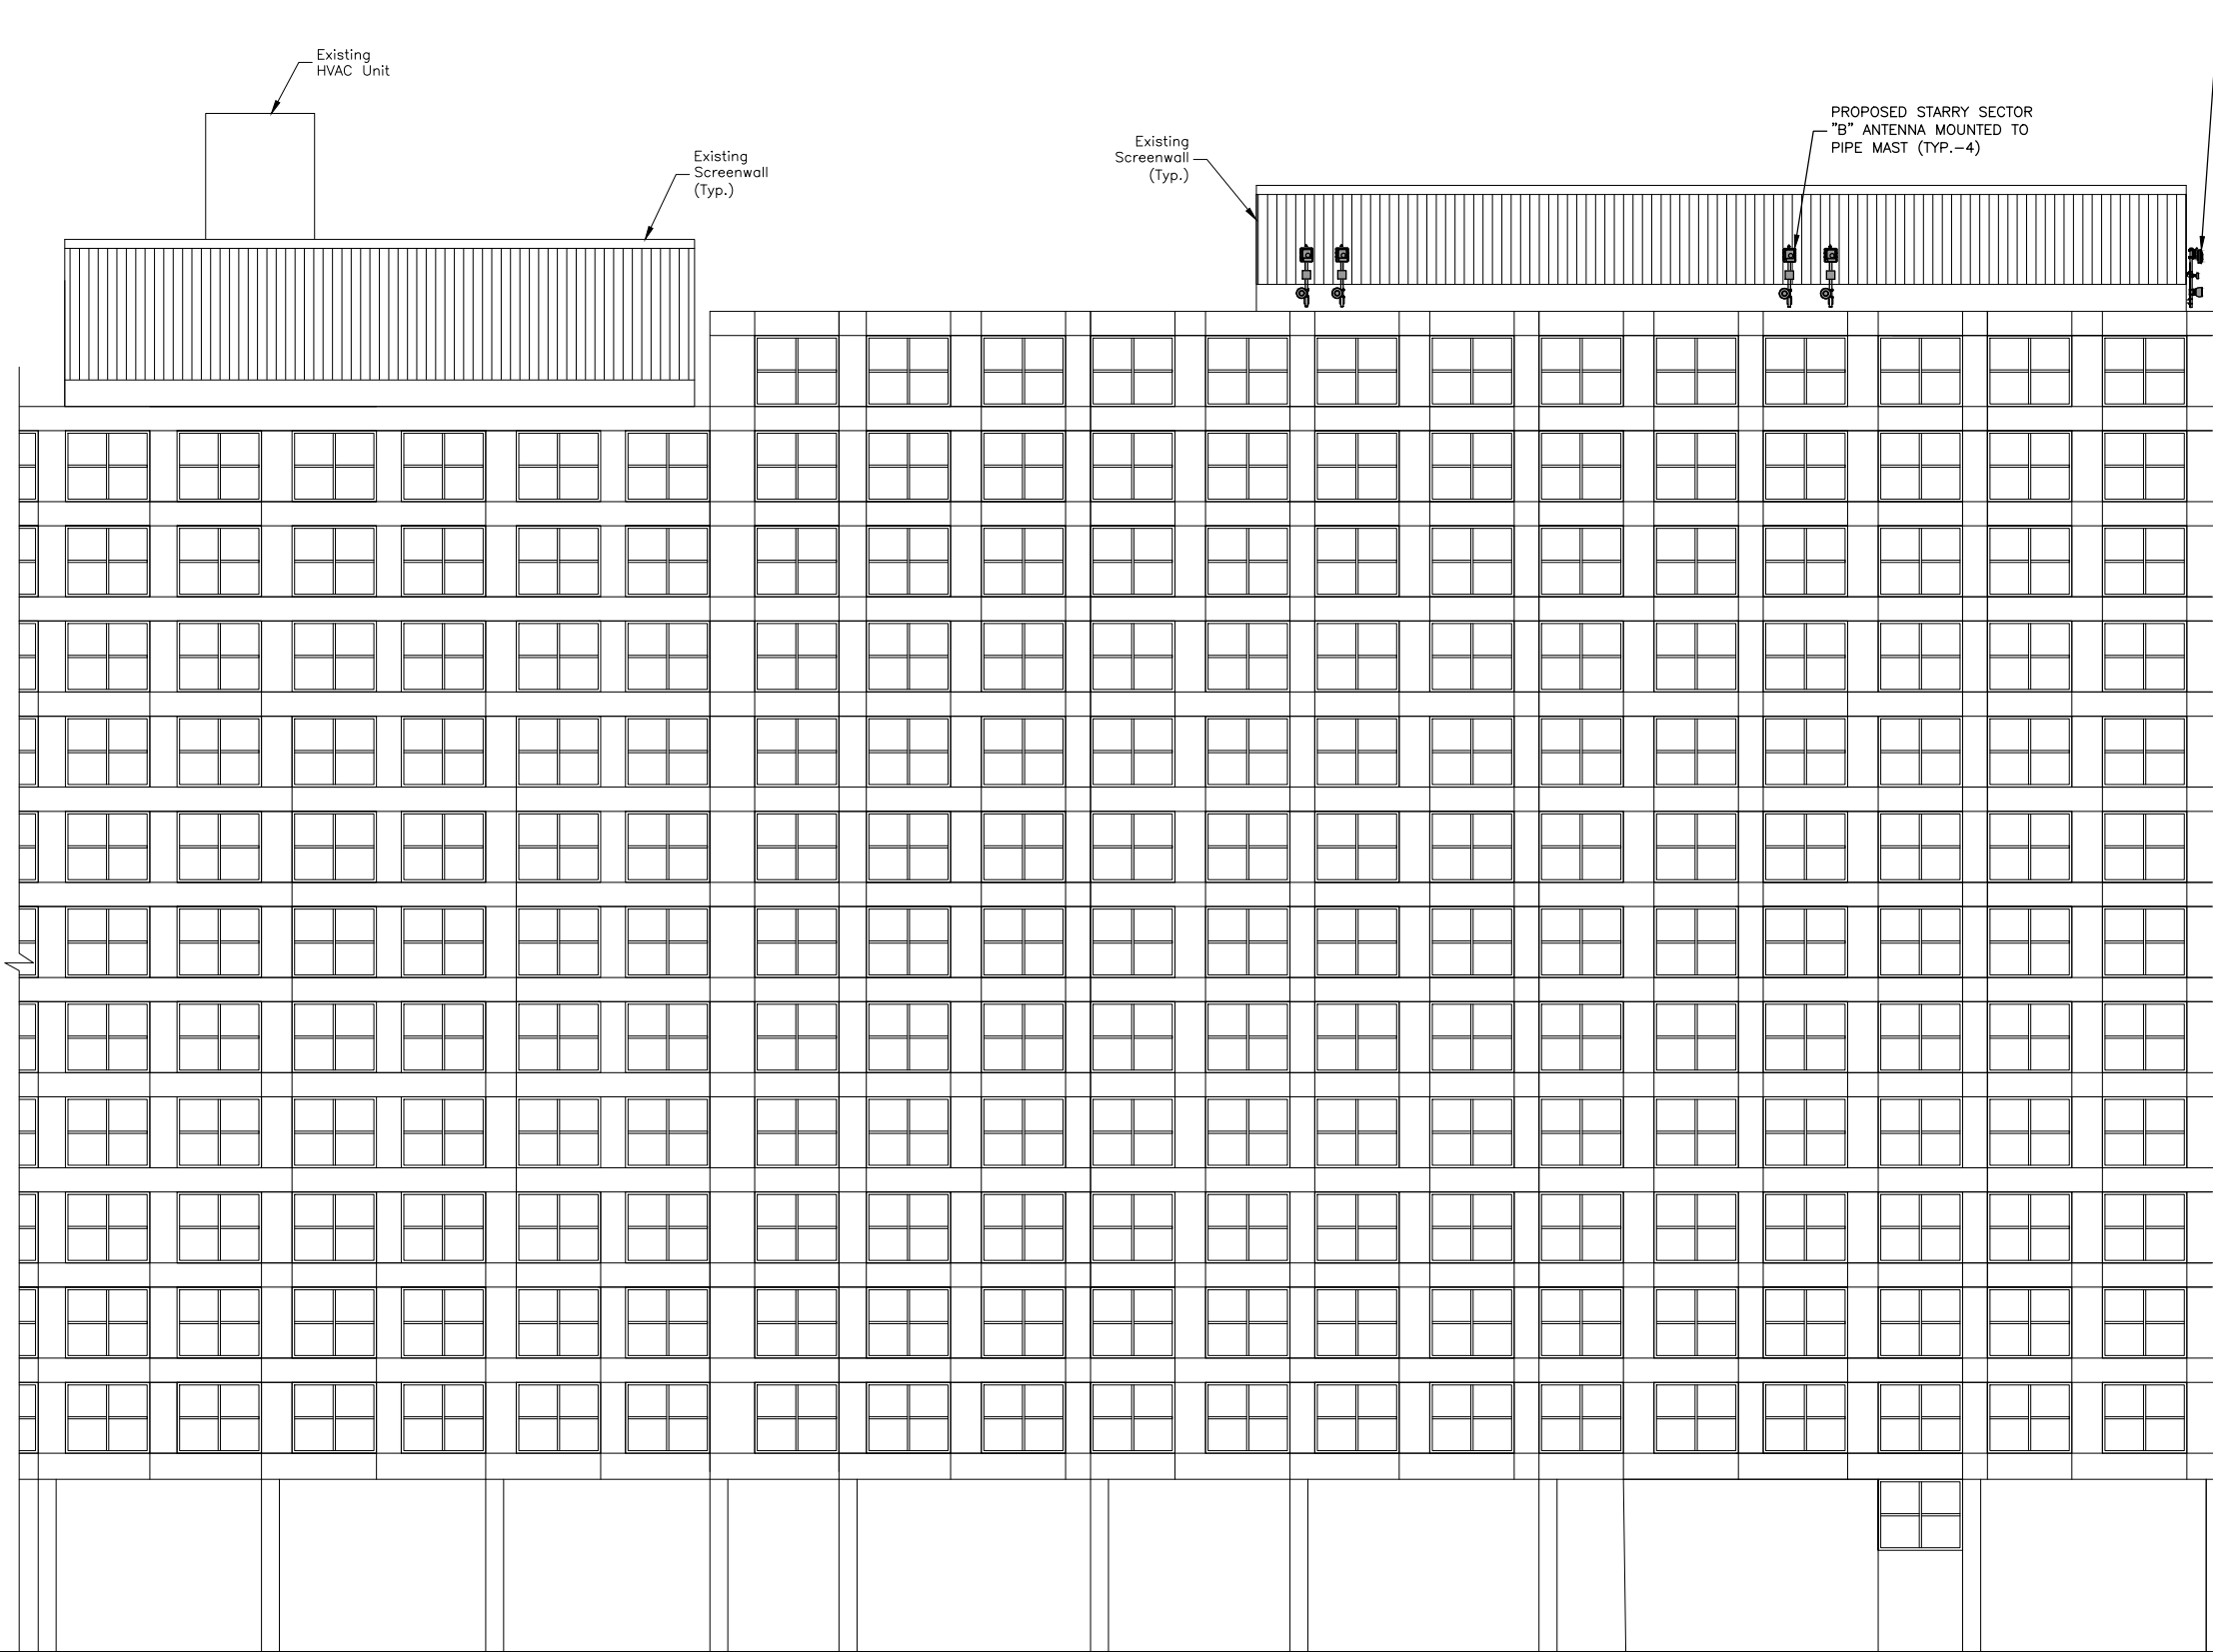 Existing
HVAC Unit
Existing
Screenwall
(Typ.)
Existing
Screenwall
(Typ.)
PROPOSED STARRY SECTOR
"B" ANTENNA MOUNTED TO
PIPE MAST (TYP.-4)